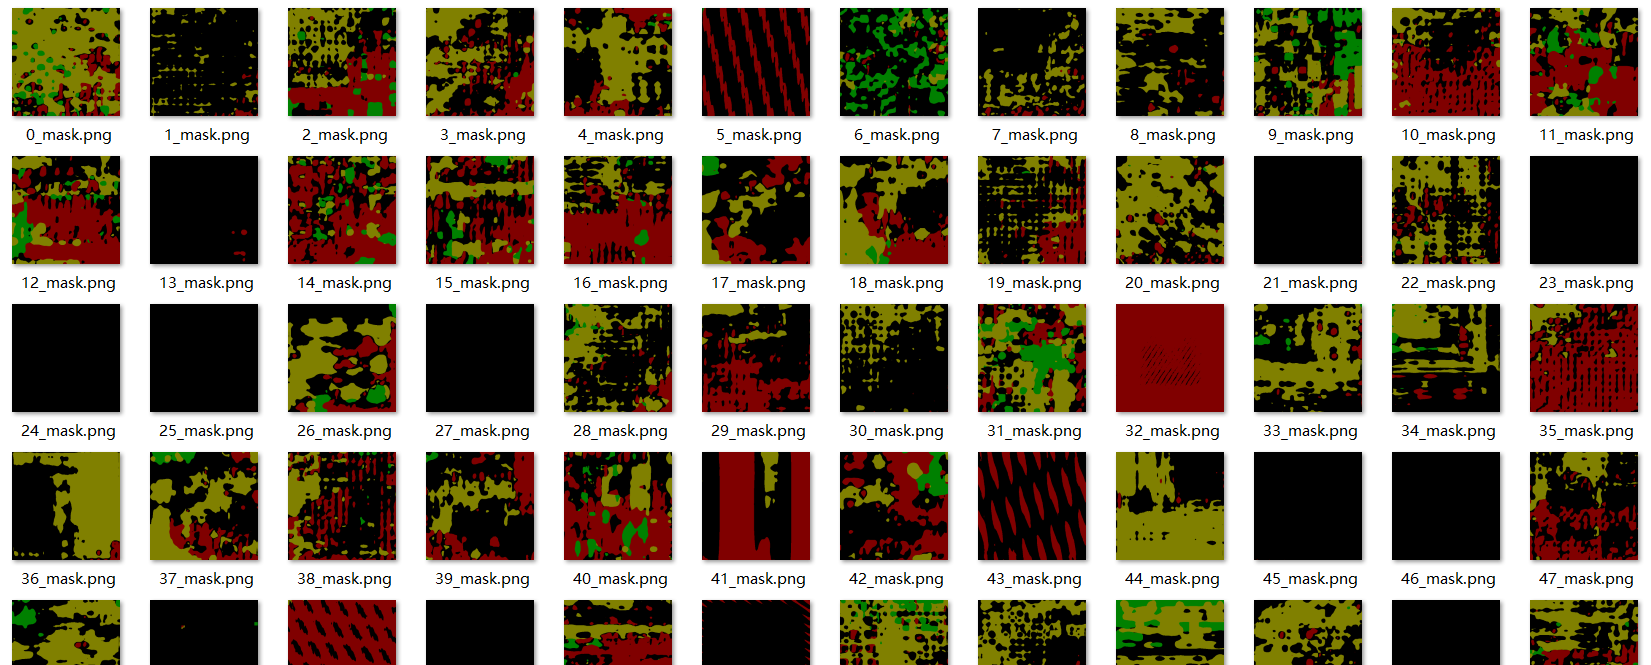 0_mask.png 1_mask.png 2_mask.png 3_mask.png 4_mask.png 5_mask.png 6_mask.png 7_mask.png 8_mask.png 9_mask.png 10_mask.png 11_mask.png
12_mask.png 13_mask.png 14_mask.png 15_mask.png 16_mask.png 17_mask.png 18_mask.png 19_mask.png 20_mask.png 21_mask.png 22_mask.png 23_mask.png
24_mask.png 25_mask.png 26_mask.png 27_mask.png 28_mask.png 29_mask.png 30_mask.png 31_mask.png 32_mask.png 33_mask.png 34_mask.png 35_mask.png
36_mask.png 37_mask.png 38_mask.png 39_mask.png 40_mask.png 41_mask.png 42_mask.png 43_mask.png 44_mask.png 45_mask.png 46_mask.png 47_mask.png